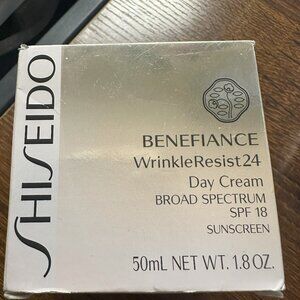 SHISEIDO
BENEFIANCE
WrinkleResist24
Day Cream
BROAD SPECTRUM
SPF 18
SUNSCREEN
50mL NET WT. 1.8 OZ.